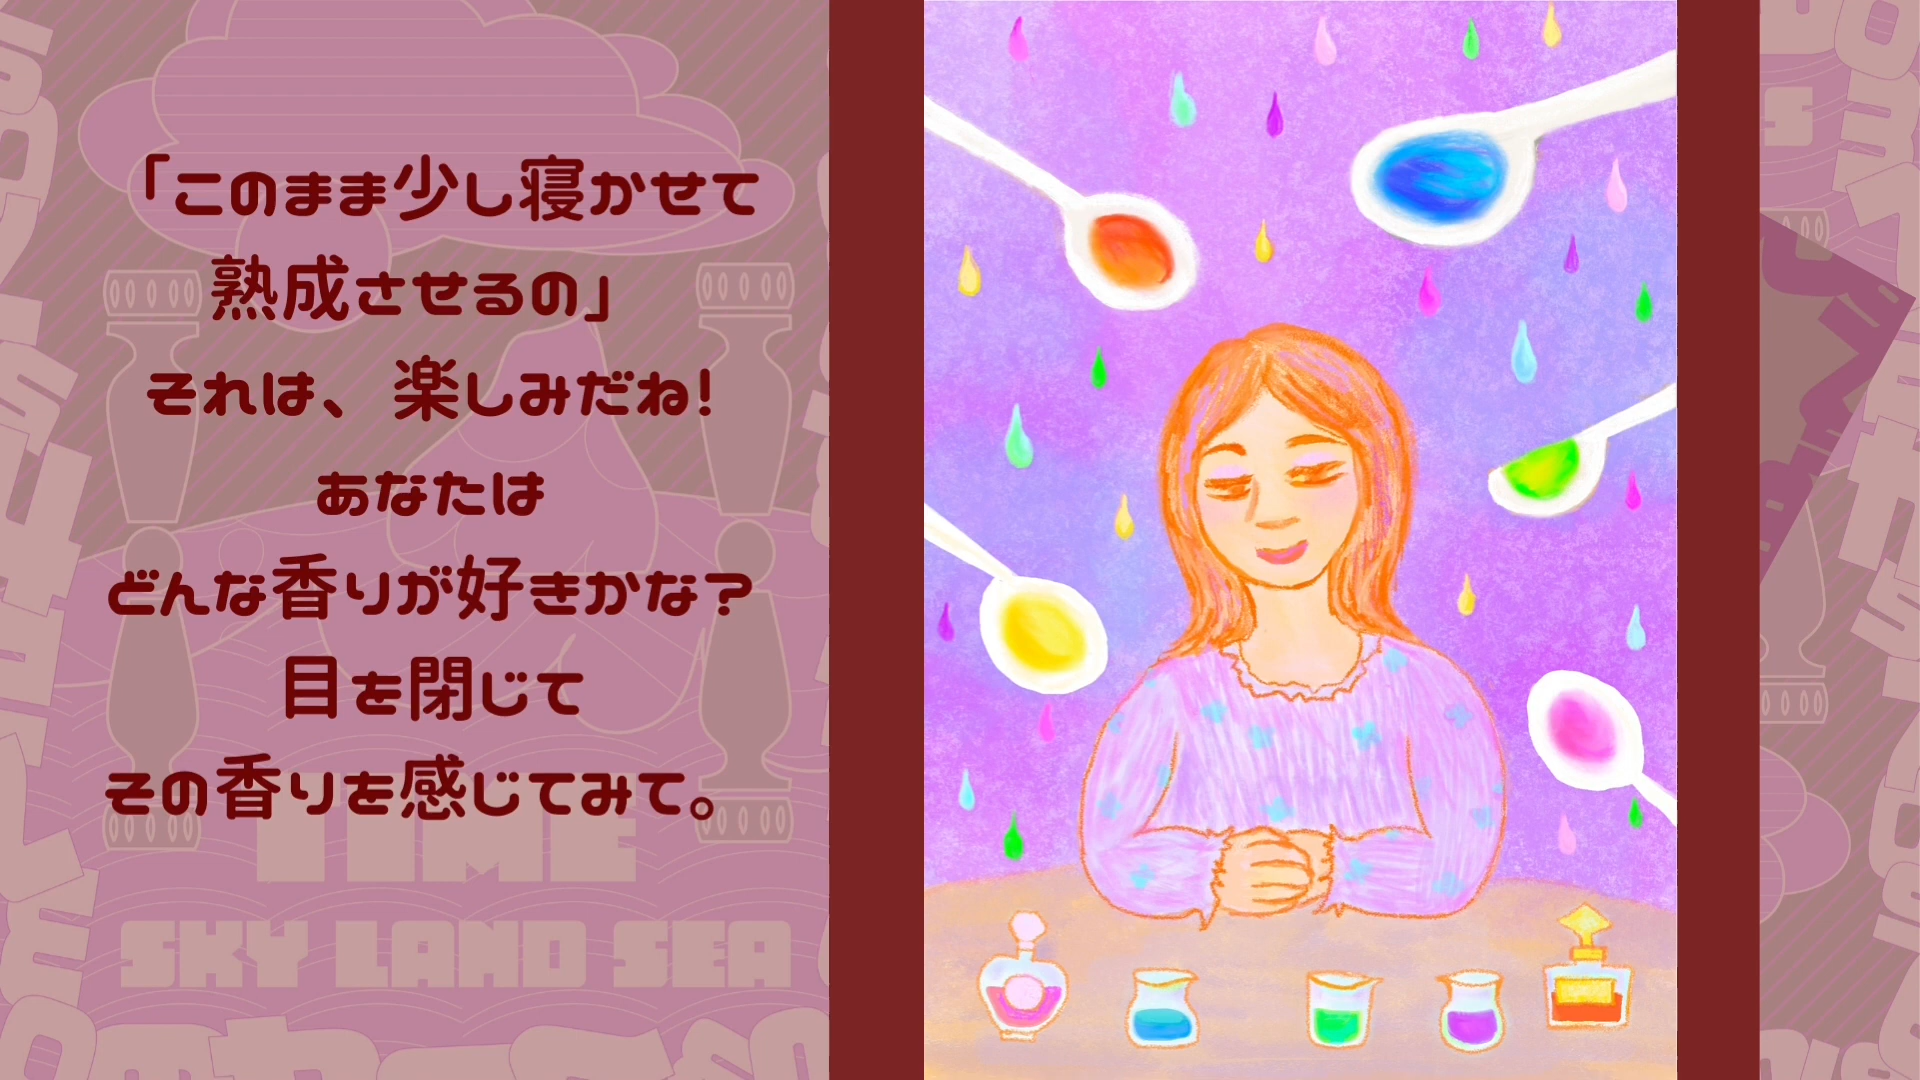 「このまま少し寝かせて
熟成させるの」
それは、楽しみだね!
あなたは
どんな香りが好きかな？
目を閉じて
その香りを感じてみて。
TIME
SKY LAND SEA